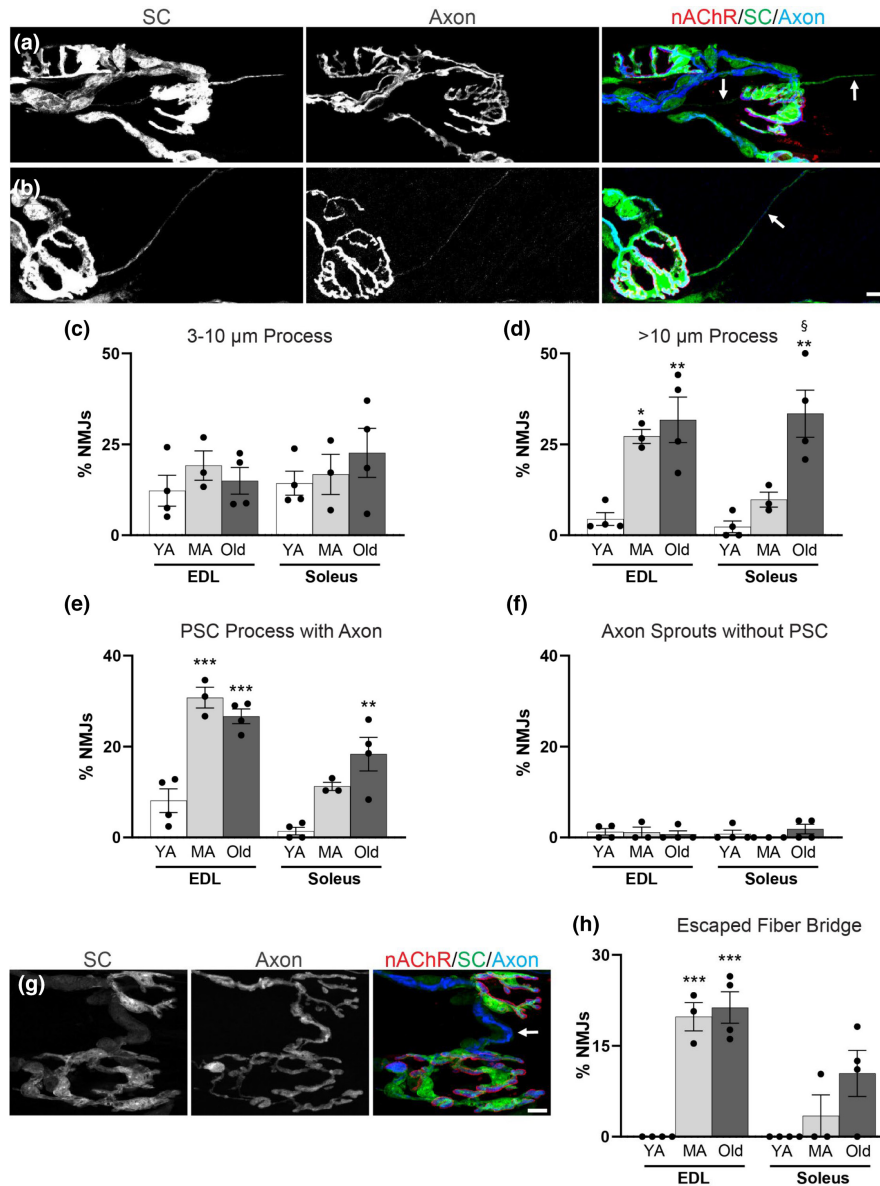 SC Axon nAChR/SC/Axon
(a)
(b)
(c) 3-10 µm Process
% NMJs
50
25
0
YA MA Old YA MA Old
EDL Soleus
(d) >10 µm Process
% NMJs
50
25
0
* ** ** §
YA MA Old YA MA Old
EDL Soleus
(e) PSC Process with Axon
% NMJs
40
20
0
*** *** **
YA MA Old YA MA Old
EDL Soleus
(f) Axon Sprouts without PSC
% NMJs
40
20
0
YA MA Old YA MA Old
EDL Soleus
(g) SC Axon nAChR/SC/Axon
(h) Escaped Fiber Bridge
% NMJs
30
15
0
*** ***
YA MA Old YA MA Old
EDL Soleus